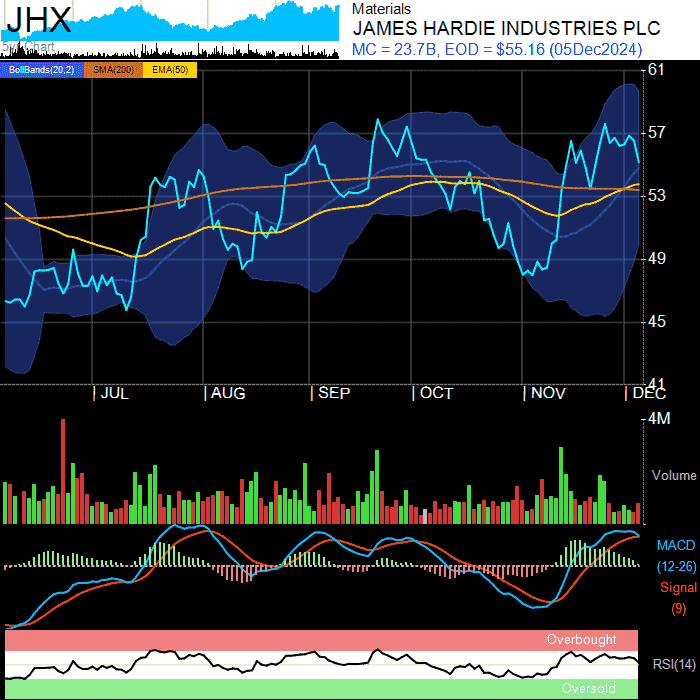 JHX
5yr Chart
Materials
JAMES HARDIE INDUSTRIES PLC
MC = 23.7B, EOD = $55.16 (05Dec2024)
BollBands(20,2) SMA(200) EMA(50)
61
57
53
49
45
41
JUL AUG SEP OCT NOV DEC
4M
Volume
MACD
(12-26)
Signal
(9)
Overbought
RSI(14)
Oversold